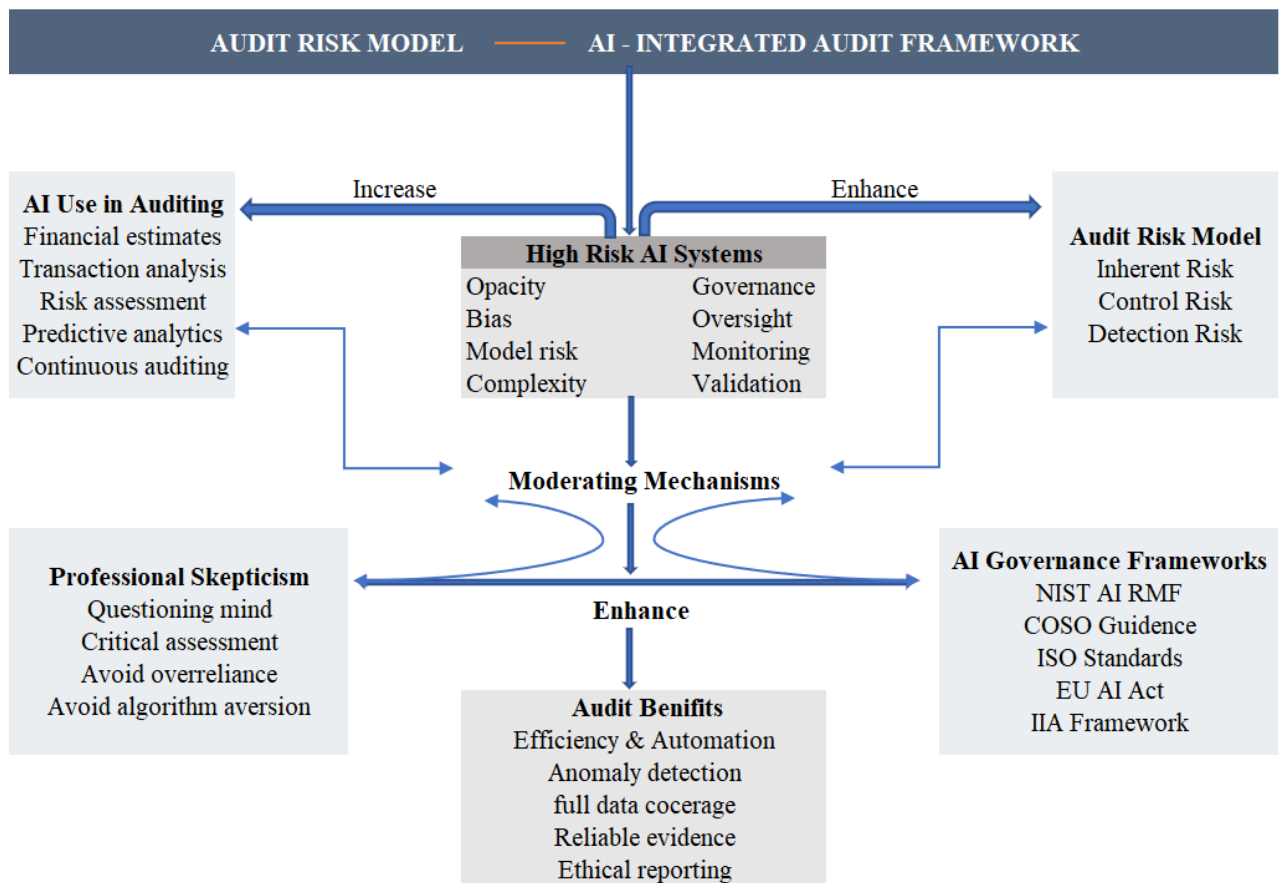 AUDIT RISK MODEL AI - INTEGRATED AUDIT FRAMEWORK
Increase
Enhance
AI Use in Auditing
Financial estimates
Transaction analysis
Risk assessment
Predictive analytics
Continuous auditing
High Risk AI Systems
Opacity Governance
Bias Oversight
Model risk Monitoring
Complexity Validation
Audit Risk Model
Inherent Risk
Control Risk
Detection Risk
Moderating Mechanisms
Professional Skepticism
Questioning mind
Critical assessment
Avoid overreliance
Avoid algorithm aversion
Enhance
AI Governance Frameworks
NIST AI RMF
COSO Guidence
ISO Standards
EU AI Act
IIA Framework
Audit Benifits
Efficiency & Automation
Anomaly detection
full data cocerage
Reliable evidence
Ethical reporting